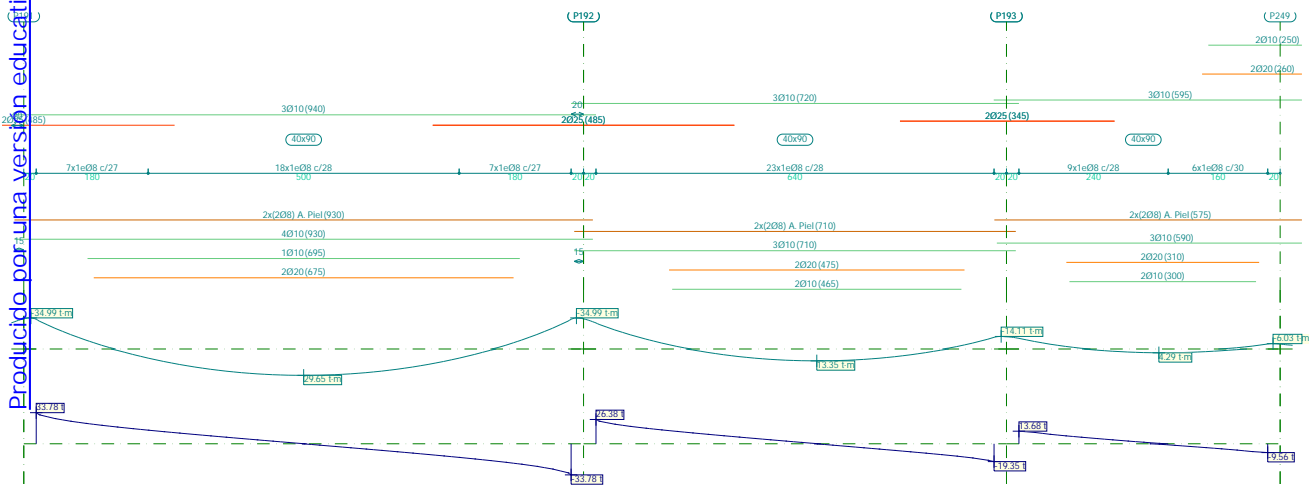 Producido por una versión educati
P191
P192
P193
P249
2Ø10(250)
2Ø20(260)
3Ø10(940)
20
3Ø10(720)
3Ø10(595)
2Ø25(485)
2Ø25(485)
2Ø25(345)
40x90
40x90
40x90
7x1eØ8 c/27
18x1eØ8 c/28
7x1eØ8 c/27
23x1eØ8 c/28
9x1eØ8 c/28
6x1eØ8 c/30
180
500
180
20
20
640
20
20
240
160
20
2x(2Ø8) A. Piel(930)
2x(2Ø8) A. Piel(710)
2x(2Ø8) A. Piel(575)
15
4Ø10(930)
15
3Ø10(710)
3Ø10(590)
1Ø10(695)
2Ø20(675)
2Ø20(475)
2Ø10(465)
2Ø20(310)
2Ø10(300)
-34.99 t·m
-34.99 t·m
-14.11 t·m
-6.03 t·m
29.65 t·m
13.35 t·m
4.29 t·m
33.78 t
26.38 t
13.68 t
-33.78 t
-19.35 t
-9.56 t